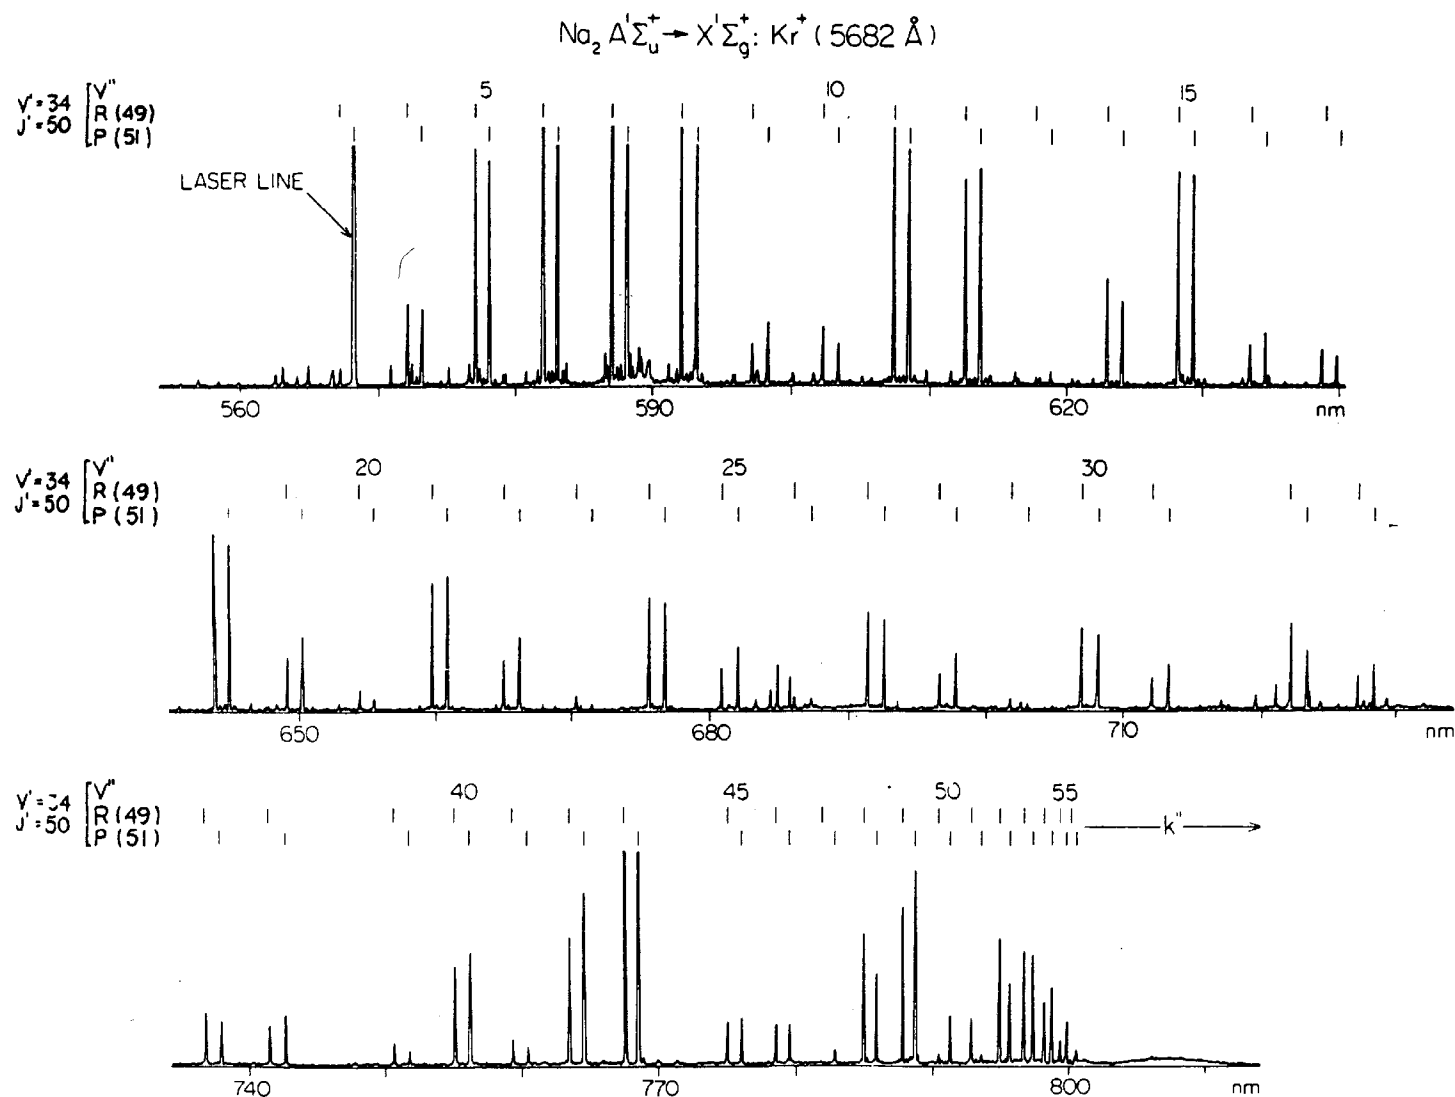 Na₂ A¹Σᵤ⁺ → X¹Σg⁺: Kr⁺ (5682 Å)
v'=34 J'=50 [ V" R(49) P(51)
5 10 15
LASER LINE
560 590 620 nm
v'=34 J'=50 [ V" R(49) P(51)
20 25 30
650 680 710 nm
v'=34 J'=50 [ V" R(49) P(51)
40 45 50 55
k"
740 770 800 nm